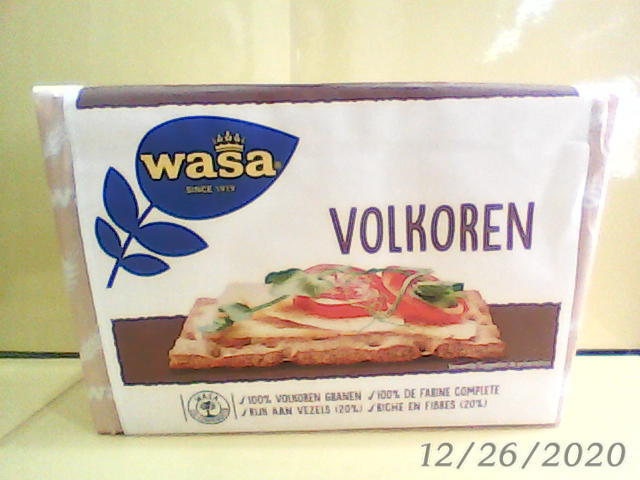 wasa
SINCE 1919
VOLKOREN
WASA
✓100% VOLKOREN GRANEN ✓100% DE FARINE COMPLETE
✓RIJK AAN VEZELS (20%) ✓RICHE EN FIBRES (20%)
12/26/2020